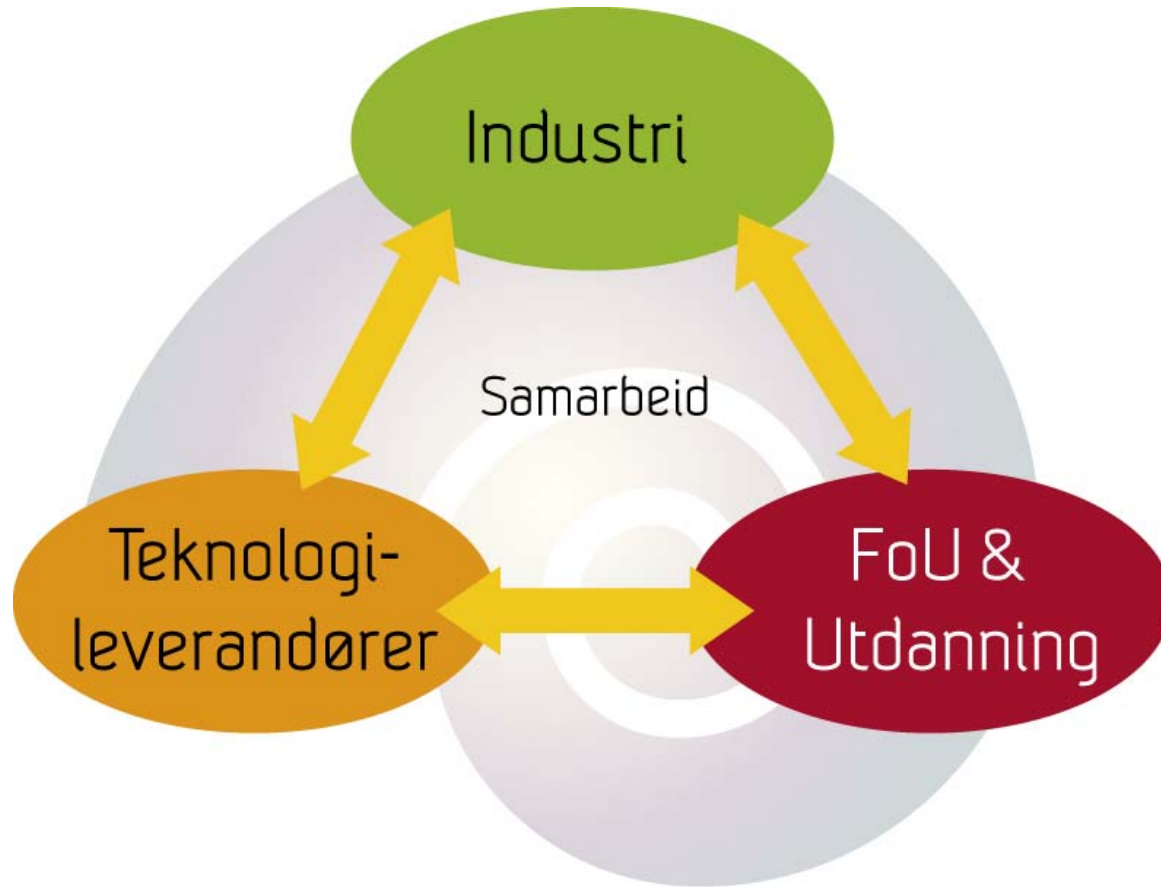 Industri
Samarbeid
Teknologi-
leverandører
FoU &
Utdanning